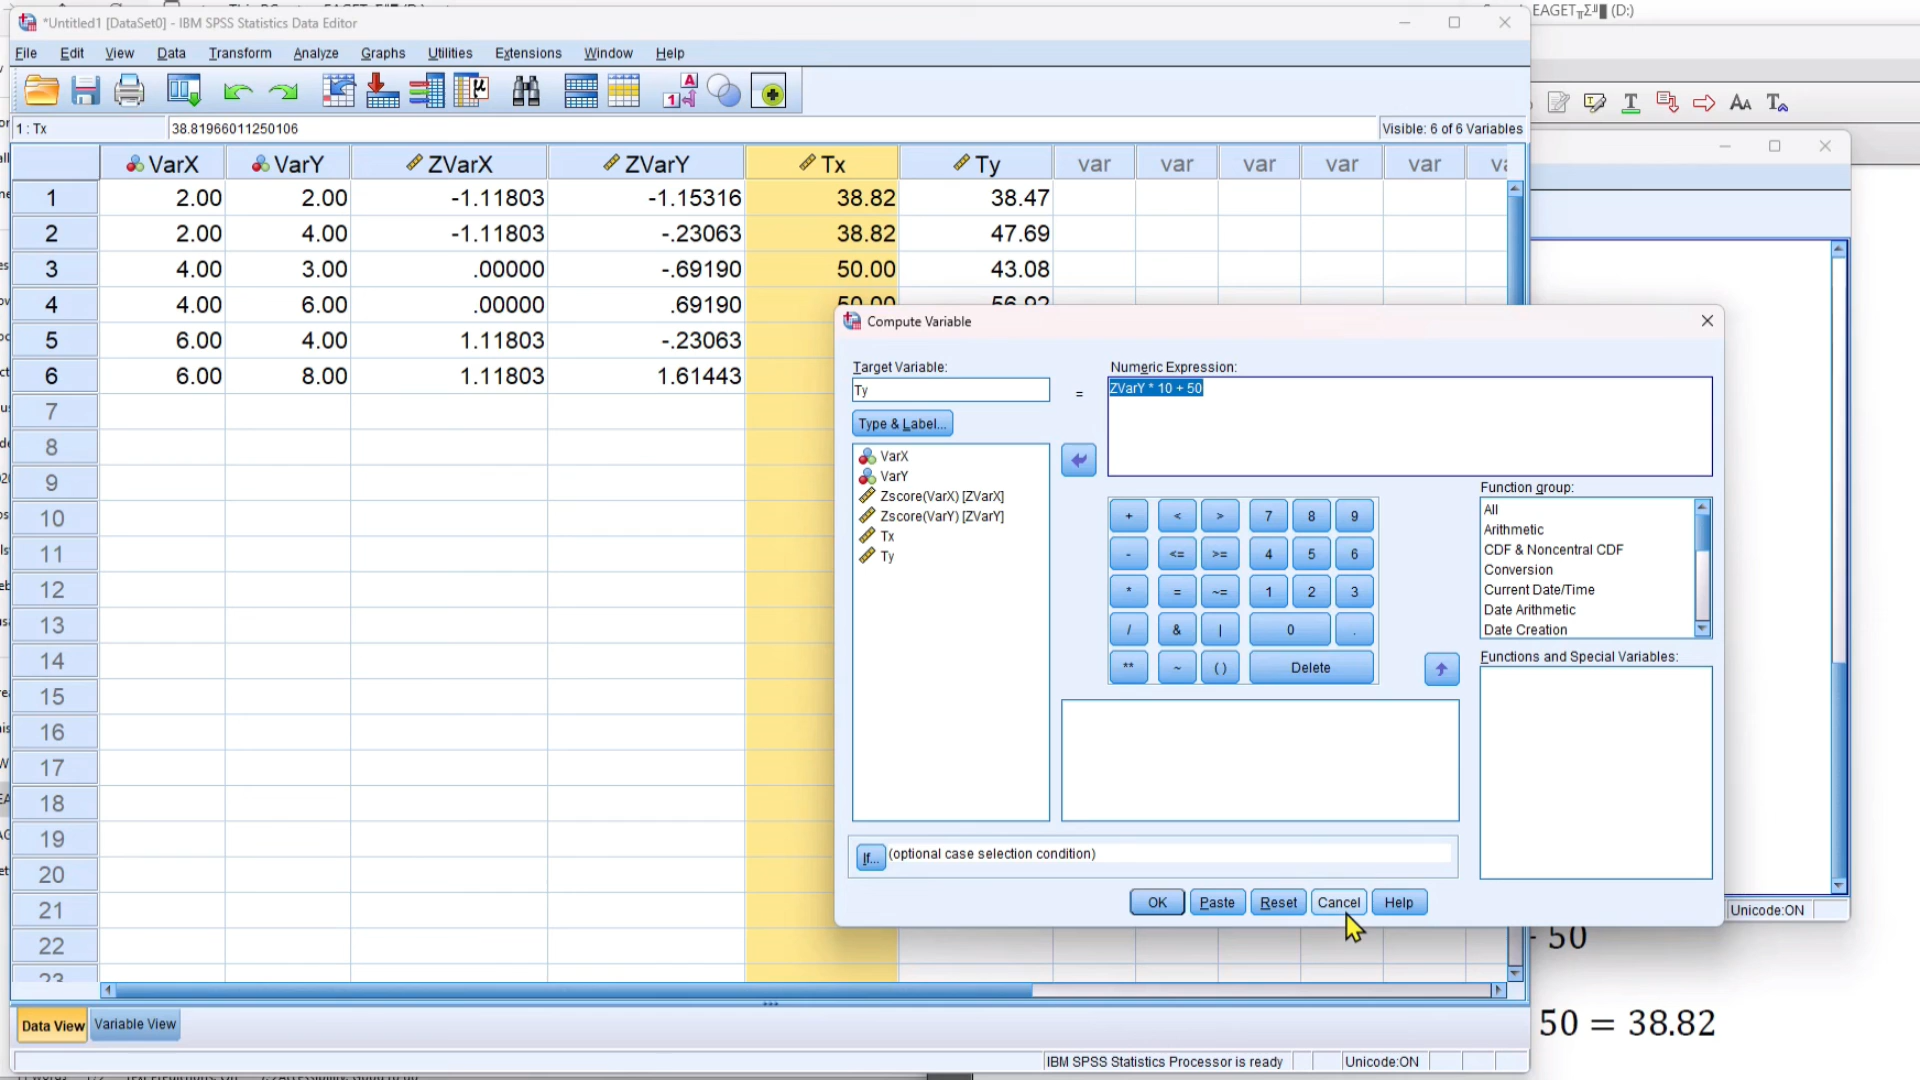 *Untitled1 [DataSet0] - IBM SPSS Statistics Data Editor
EAGET
(D:)
File Edit View Data Transform Analyze Graphs Utilities Extensions Window Help
1 : Tx 38.81966011250106 Visible: 6 of 6 Variables
VarX VarY ZVarX ZVarY Tx Ty var var var var var
1 2.00 2.00 -1.11803 -1.15316 38.82 38.47
2 2.00 4.00 -1.11803 -.23063 38.82 47.69
3 4.00 3.00 .00000 -.69190 50.00 43.08
4 4.00 6.00 .00000 .69190 50.00 56.92
5 6.00 4.00 1.11803 -.23063
6 6.00 8.00 1.11803 1.61443
7
8
9
10
11
12
13
14
15
16
17
18
19
20
21
22
23
Compute Variable
Target Variable:
Ty
=
Numeric Expression:
ZVarY * 10 + 50
Type & Label...
VarX
VarY
Zscore(VarX) [ZVarX]
Zscore(VarY) [ZVarY]
Tx
Ty
+ < > 7 8 9
- <= >= 4 5 6
* = ~= 1 2 3
/ & | 0 .
** ~ ( ) Delete
Function group:
All
Arithmetic
CDF & Noncentral CDF
Conversion
Current Date/Time
Date Arithmetic
Date Creation
Functions and Special Variables:
If... (optional case selection condition)
OK Paste Reset Cancel Help
Unicode:ON
50
50 = 38.82
Data View Variable View
IBM SPSS Statistics Processor is ready Unicode:ON